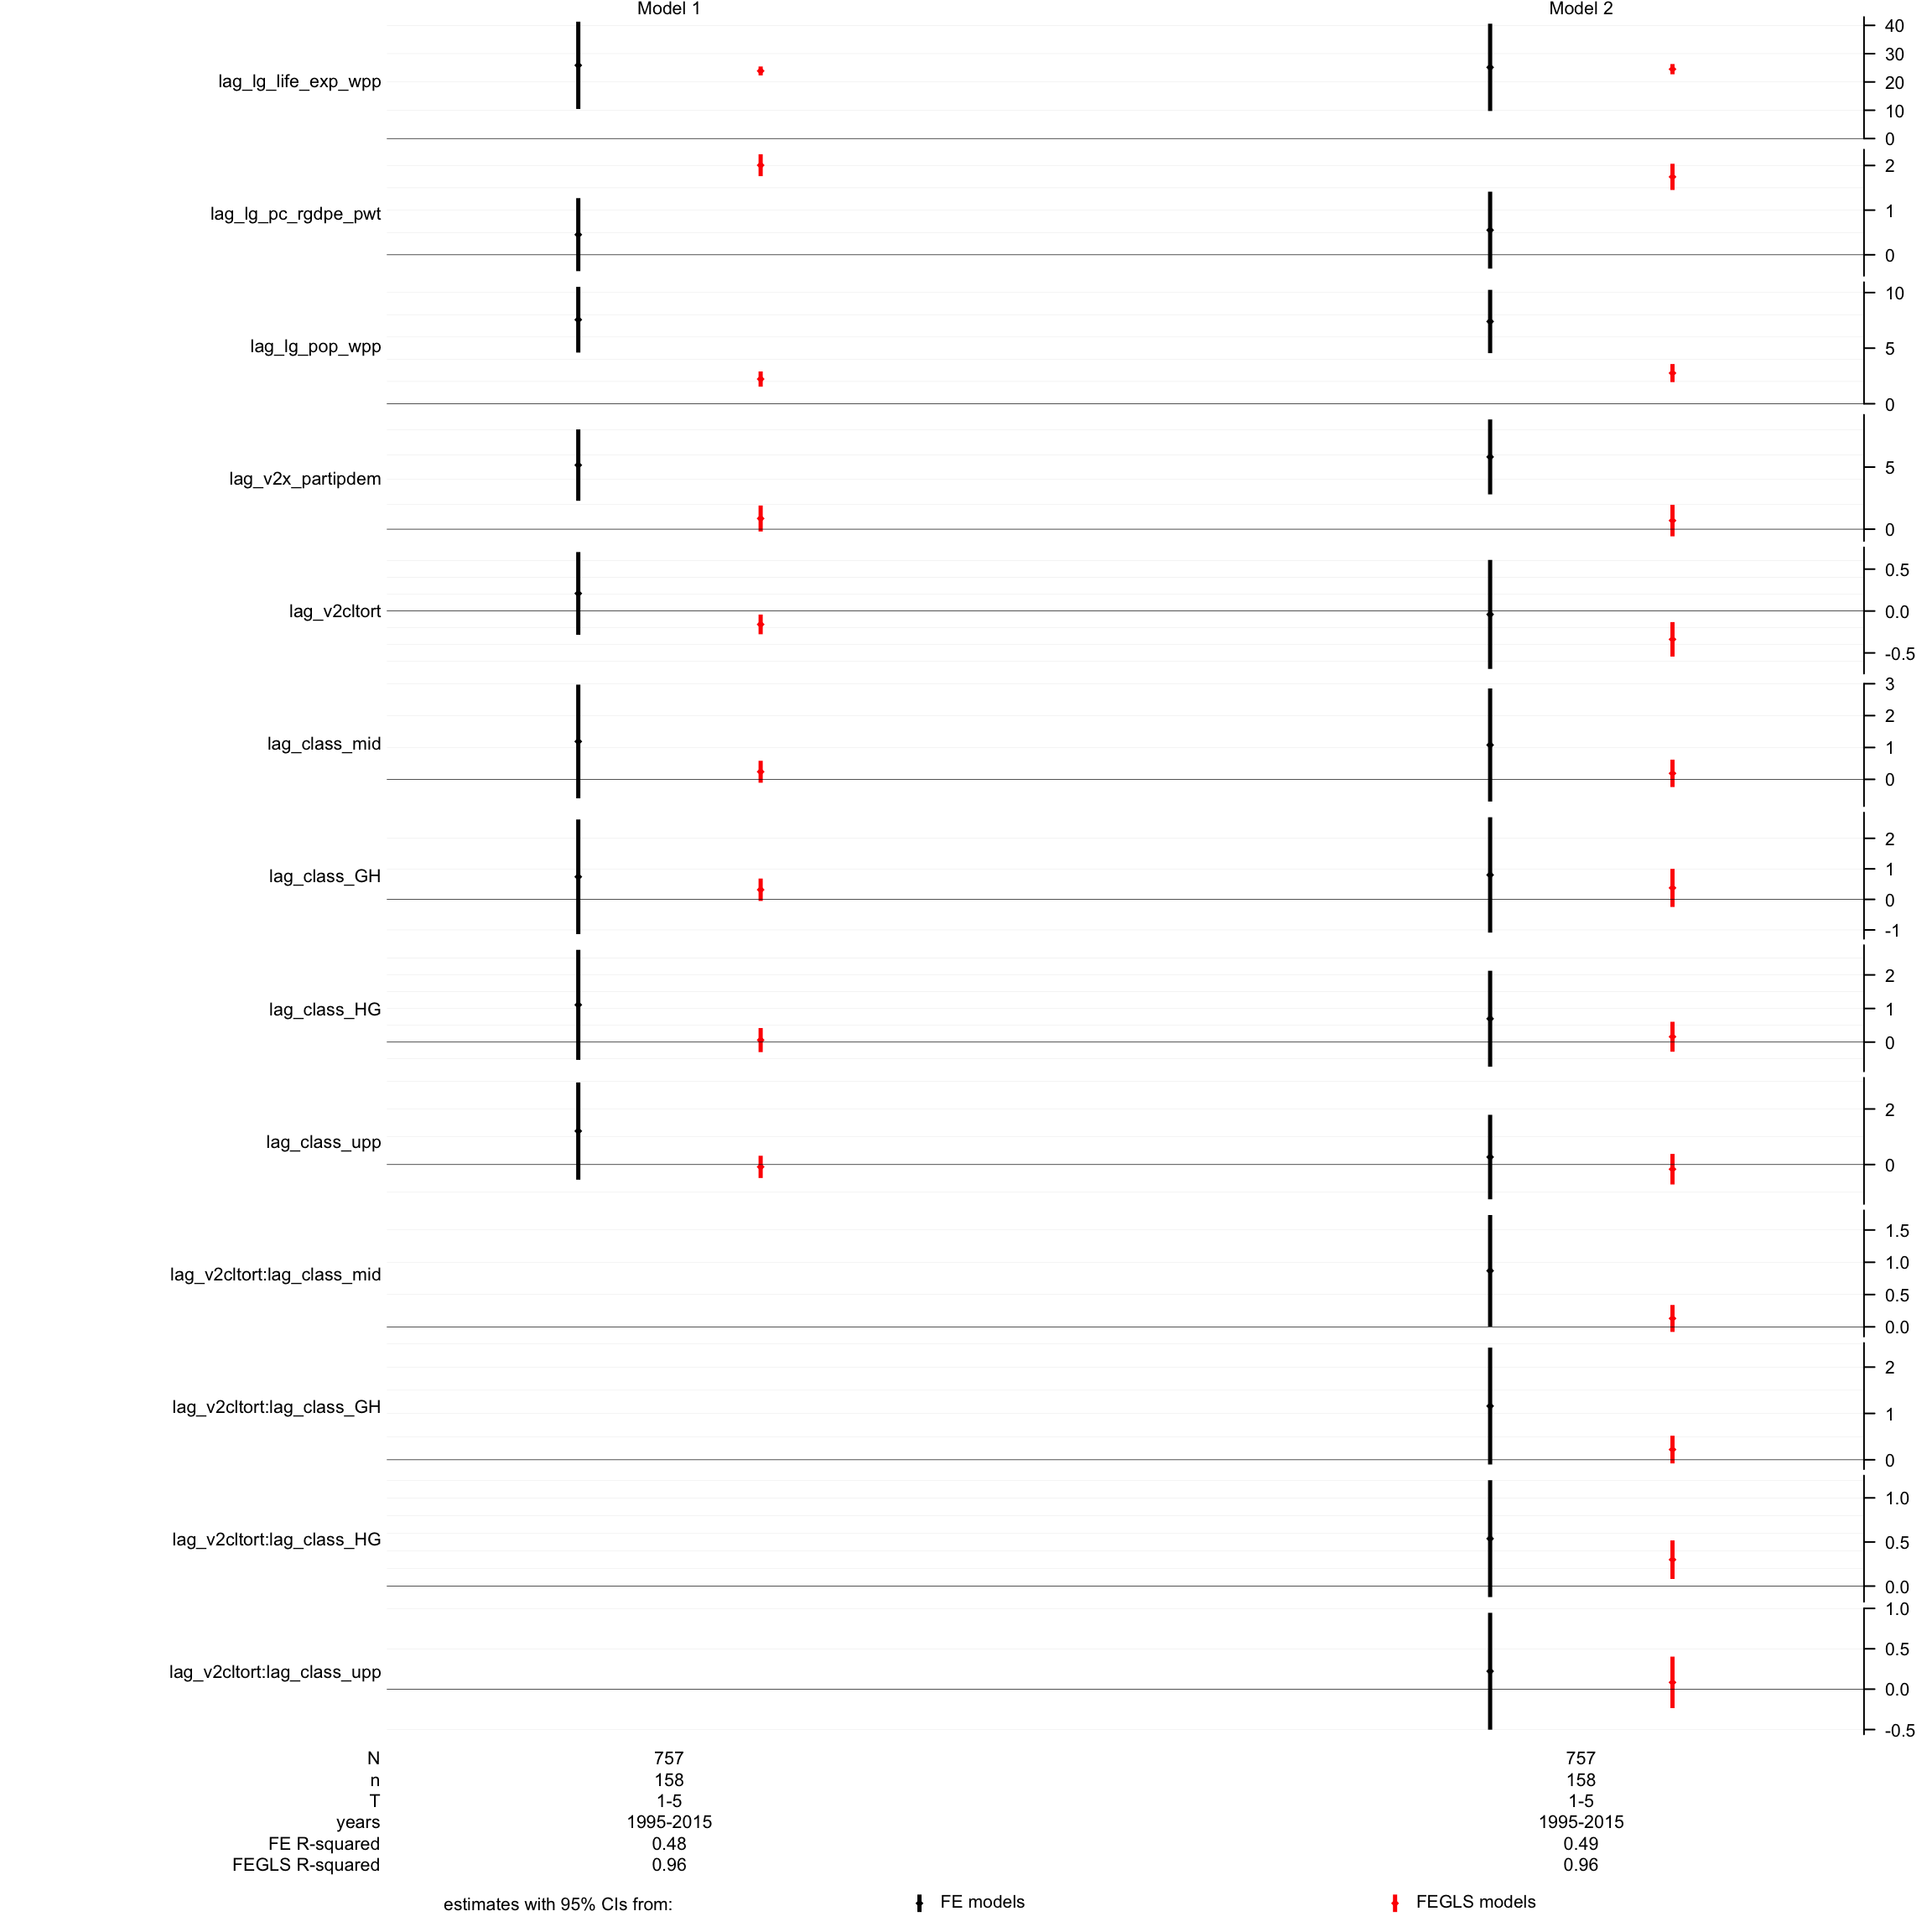 Model 1 Model 2
lag_lg_life_exp_wpp
40
30
20
10
0
lag_lg_pc_rgdpe_pwt
2
1
0
lag_lg_pop_wpp
10
5
0
lag_v2x_partipdem
5
0
lag_v2cltort
0.5
0.0
-0.5
lag_class_mid
3
2
1
0
lag_class_GH
2
1
0
-1
lag_class_HG
2
1
0
lag_class_upp
2
0
lag_v2cltort:lag_class_mid
1.5
1.0
0.5
0.0
lag_v2cltort:lag_class_GH
2
1
0
lag_v2cltort:lag_class_HG
1.0
0.5
0.0
lag_v2cltort:lag_class_upp
1.0
0.5
0.0
-0.5
N 757 757
n 158 158
T 1-5 1-5
years 1995-2015 1995-2015
FE R-squared 0.48 0.49
FEGLS R-squared 0.96 0.96
estimates with 95% CIs from: FE models FEGLS models